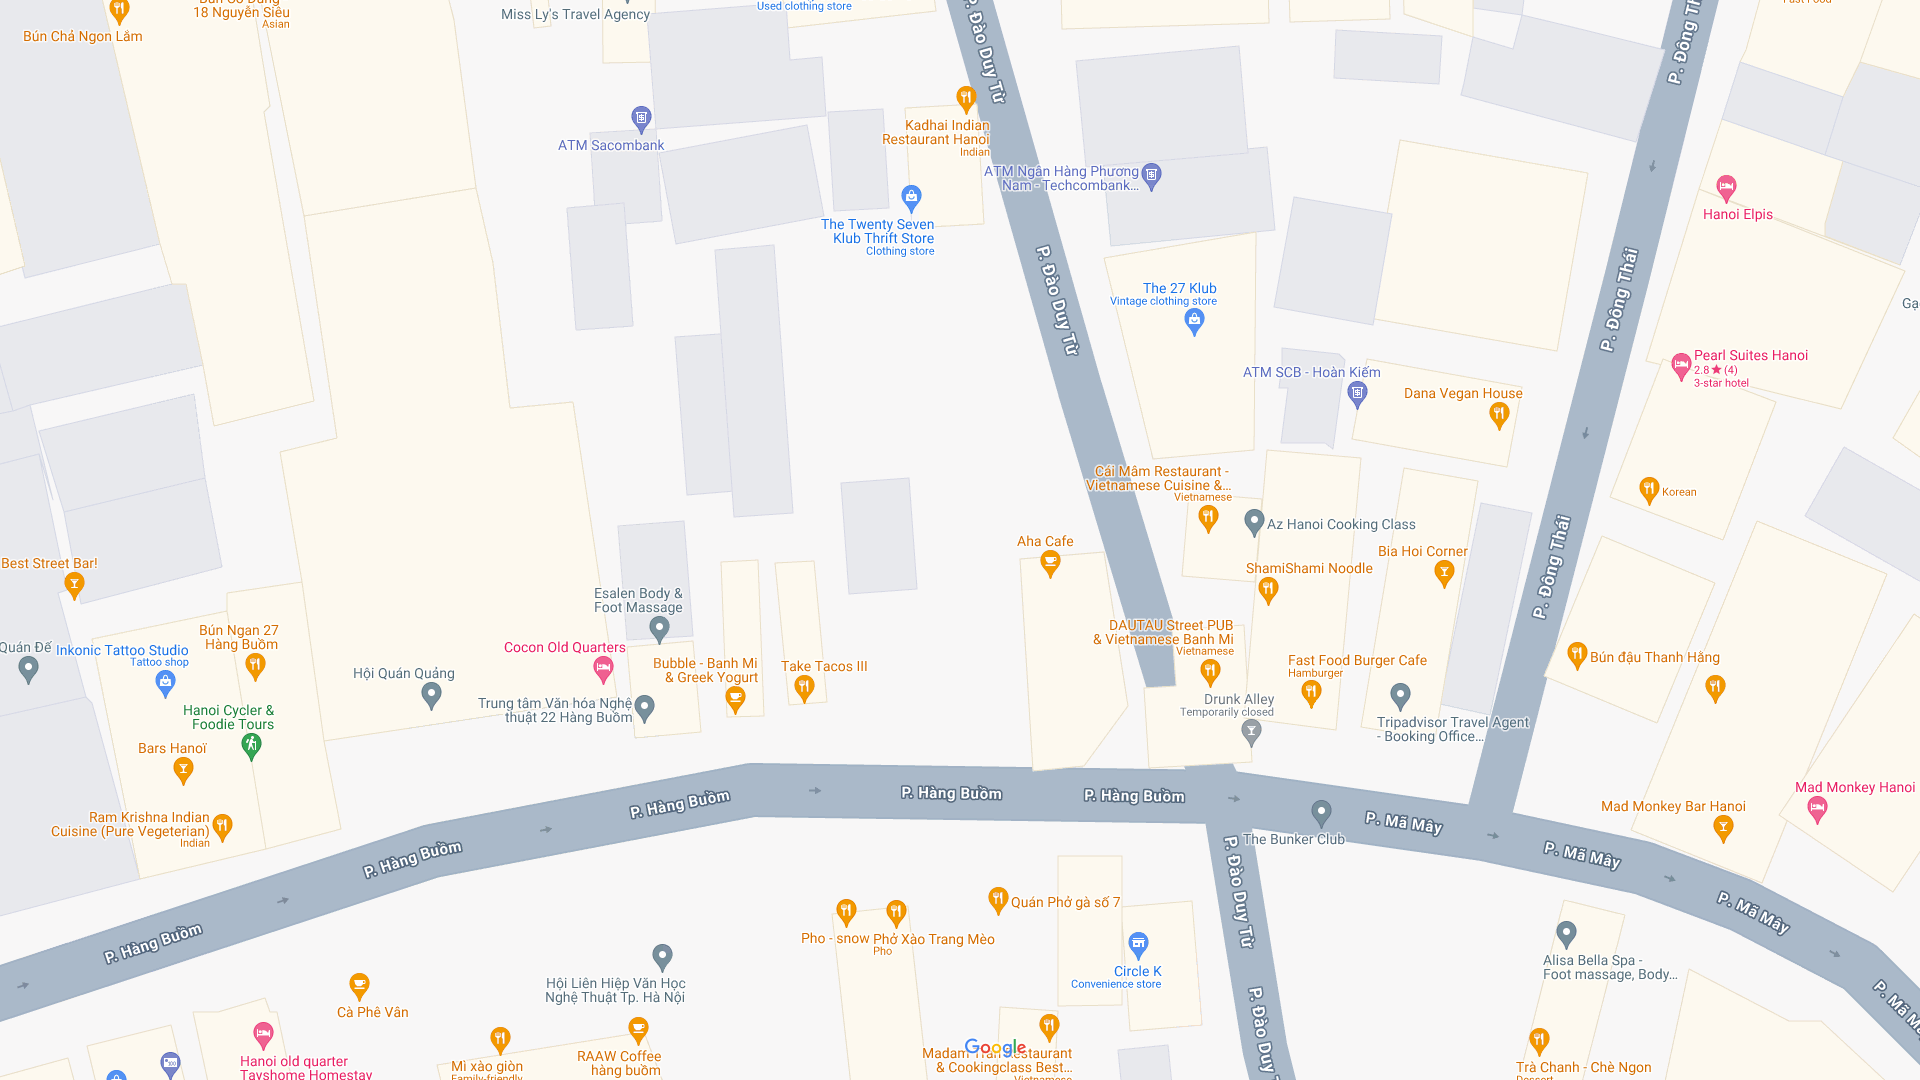 18 Nguyễn Siêu
Asian
Bún Chả Ngon Lắm
Miss Ly's Travel Agency
Used clothing store
P. Đào Duy Từ
ATM Sacombank
Kadhai Indian
Restaurant Hanoi
Indian
ATM Ngân Hàng Phương
Nam - Techcombank...
The Twenty Seven
Klub Thrift Store
Clothing store
Hanoi Elpis
P. Đào Duy Từ
The 27 Klub
Vintage clothing store
P. Đông Thái
Pearl Suites Hanoi
2.8★(4)
3-star hotel
ATM SCB - Hoàn Kiếm
Dana Vegan House
Cái Mâm Restaurant -
Vietnamese Cuisine &...
Vietnamese
Korean
Az Hanoi Cooking Class
Aha Cafe
Bia Hoi Corner
P. Đông Thái
Best Street Bar!
ShamiShami Noodle
Esalen Body &
Foot Massage
DAUTAU Street PUB
& Vietnamese Banh Mi
Vietnamese
Bún Ngan 27
Hàng Buồm
Quán Đế
Inkonic Tattoo Studio
Tattoo shop
Cocon Old Quarters
Hội Quán Quảng
Bubble - Banh Mi
& Greek Yogurt
Take Tacos III
Fast Food Burger Cafe
Hamburger
Bún đậu Thanh Hằng
Trung tâm Văn hóa Nghệ
thuật 22 Hàng Buồm
Drunk Alley
Temporarily closed
Hanoi Cycler &
Foodie Tours
Tripadvisor Travel Agent
- Booking Office...
Bars Hanoï
Mad Monkey Hanoi
P. Hàng Buồm
P. Hàng Buồm
P. Hàng Buồm
Mad Monkey Bar Hanoi
Ram Krishna Indian
Cuisine (Pure Vegeterian)
Indian
P. Mã Mây
The Bunker Club
P. Hàng Buồm
P. Mã Mây
P. Đào Duy Từ
Quán Phở gà số 7
P. Mã Mây
P. Hàng Buồm
Pho - snow
Phở Xào Trang Mèo
Pho
Circle K
Convenience store
Alisa Bella Spa -
Foot massage, Body...
Hội Liên Hiệp Văn Học
Nghệ Thuật Tp. Hà Nội
Cà Phê Vân
P. Đào Duy
Google
Hanoi old quarter
Tayshome Homestay
Mì xào giòn
Family-friendly
RAAW Coffee
hàng buồm
Madam Tran Restaurant
& Cookingclass Best...
Vietnamese
Trà Chanh - Chè Ngon
Dessert